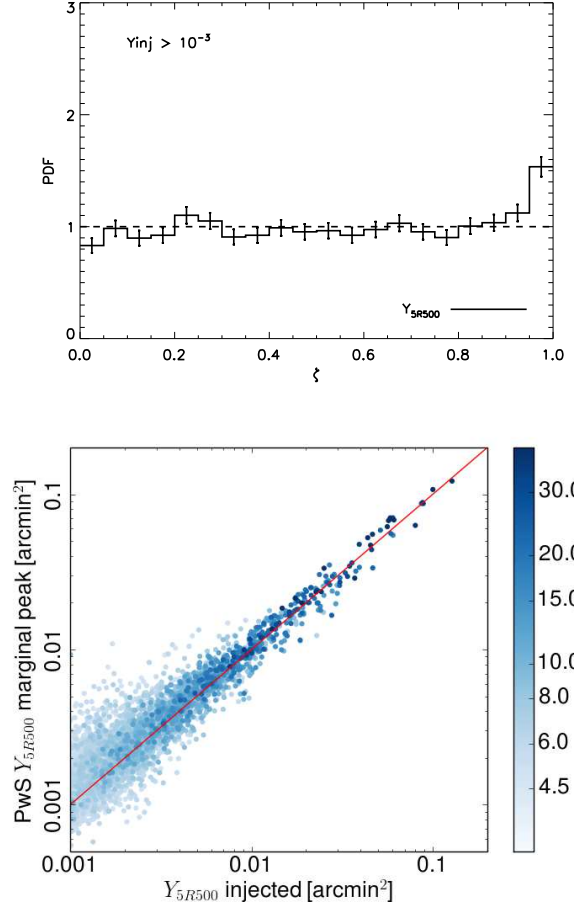 3
Yinj > 10⁻³
2
PDF
1
Y5R500
0
0.0 0.2 0.4 0.6 0.8 1.0
ζ
PwS Y5R500 marginal peak [arcmin²]
0.1
0.01
0.001
30.0
20.0
15.0
10.0
8.0
6.0
4.5
0.001 0.01 0.1
Y5R500 injected [arcmin²]